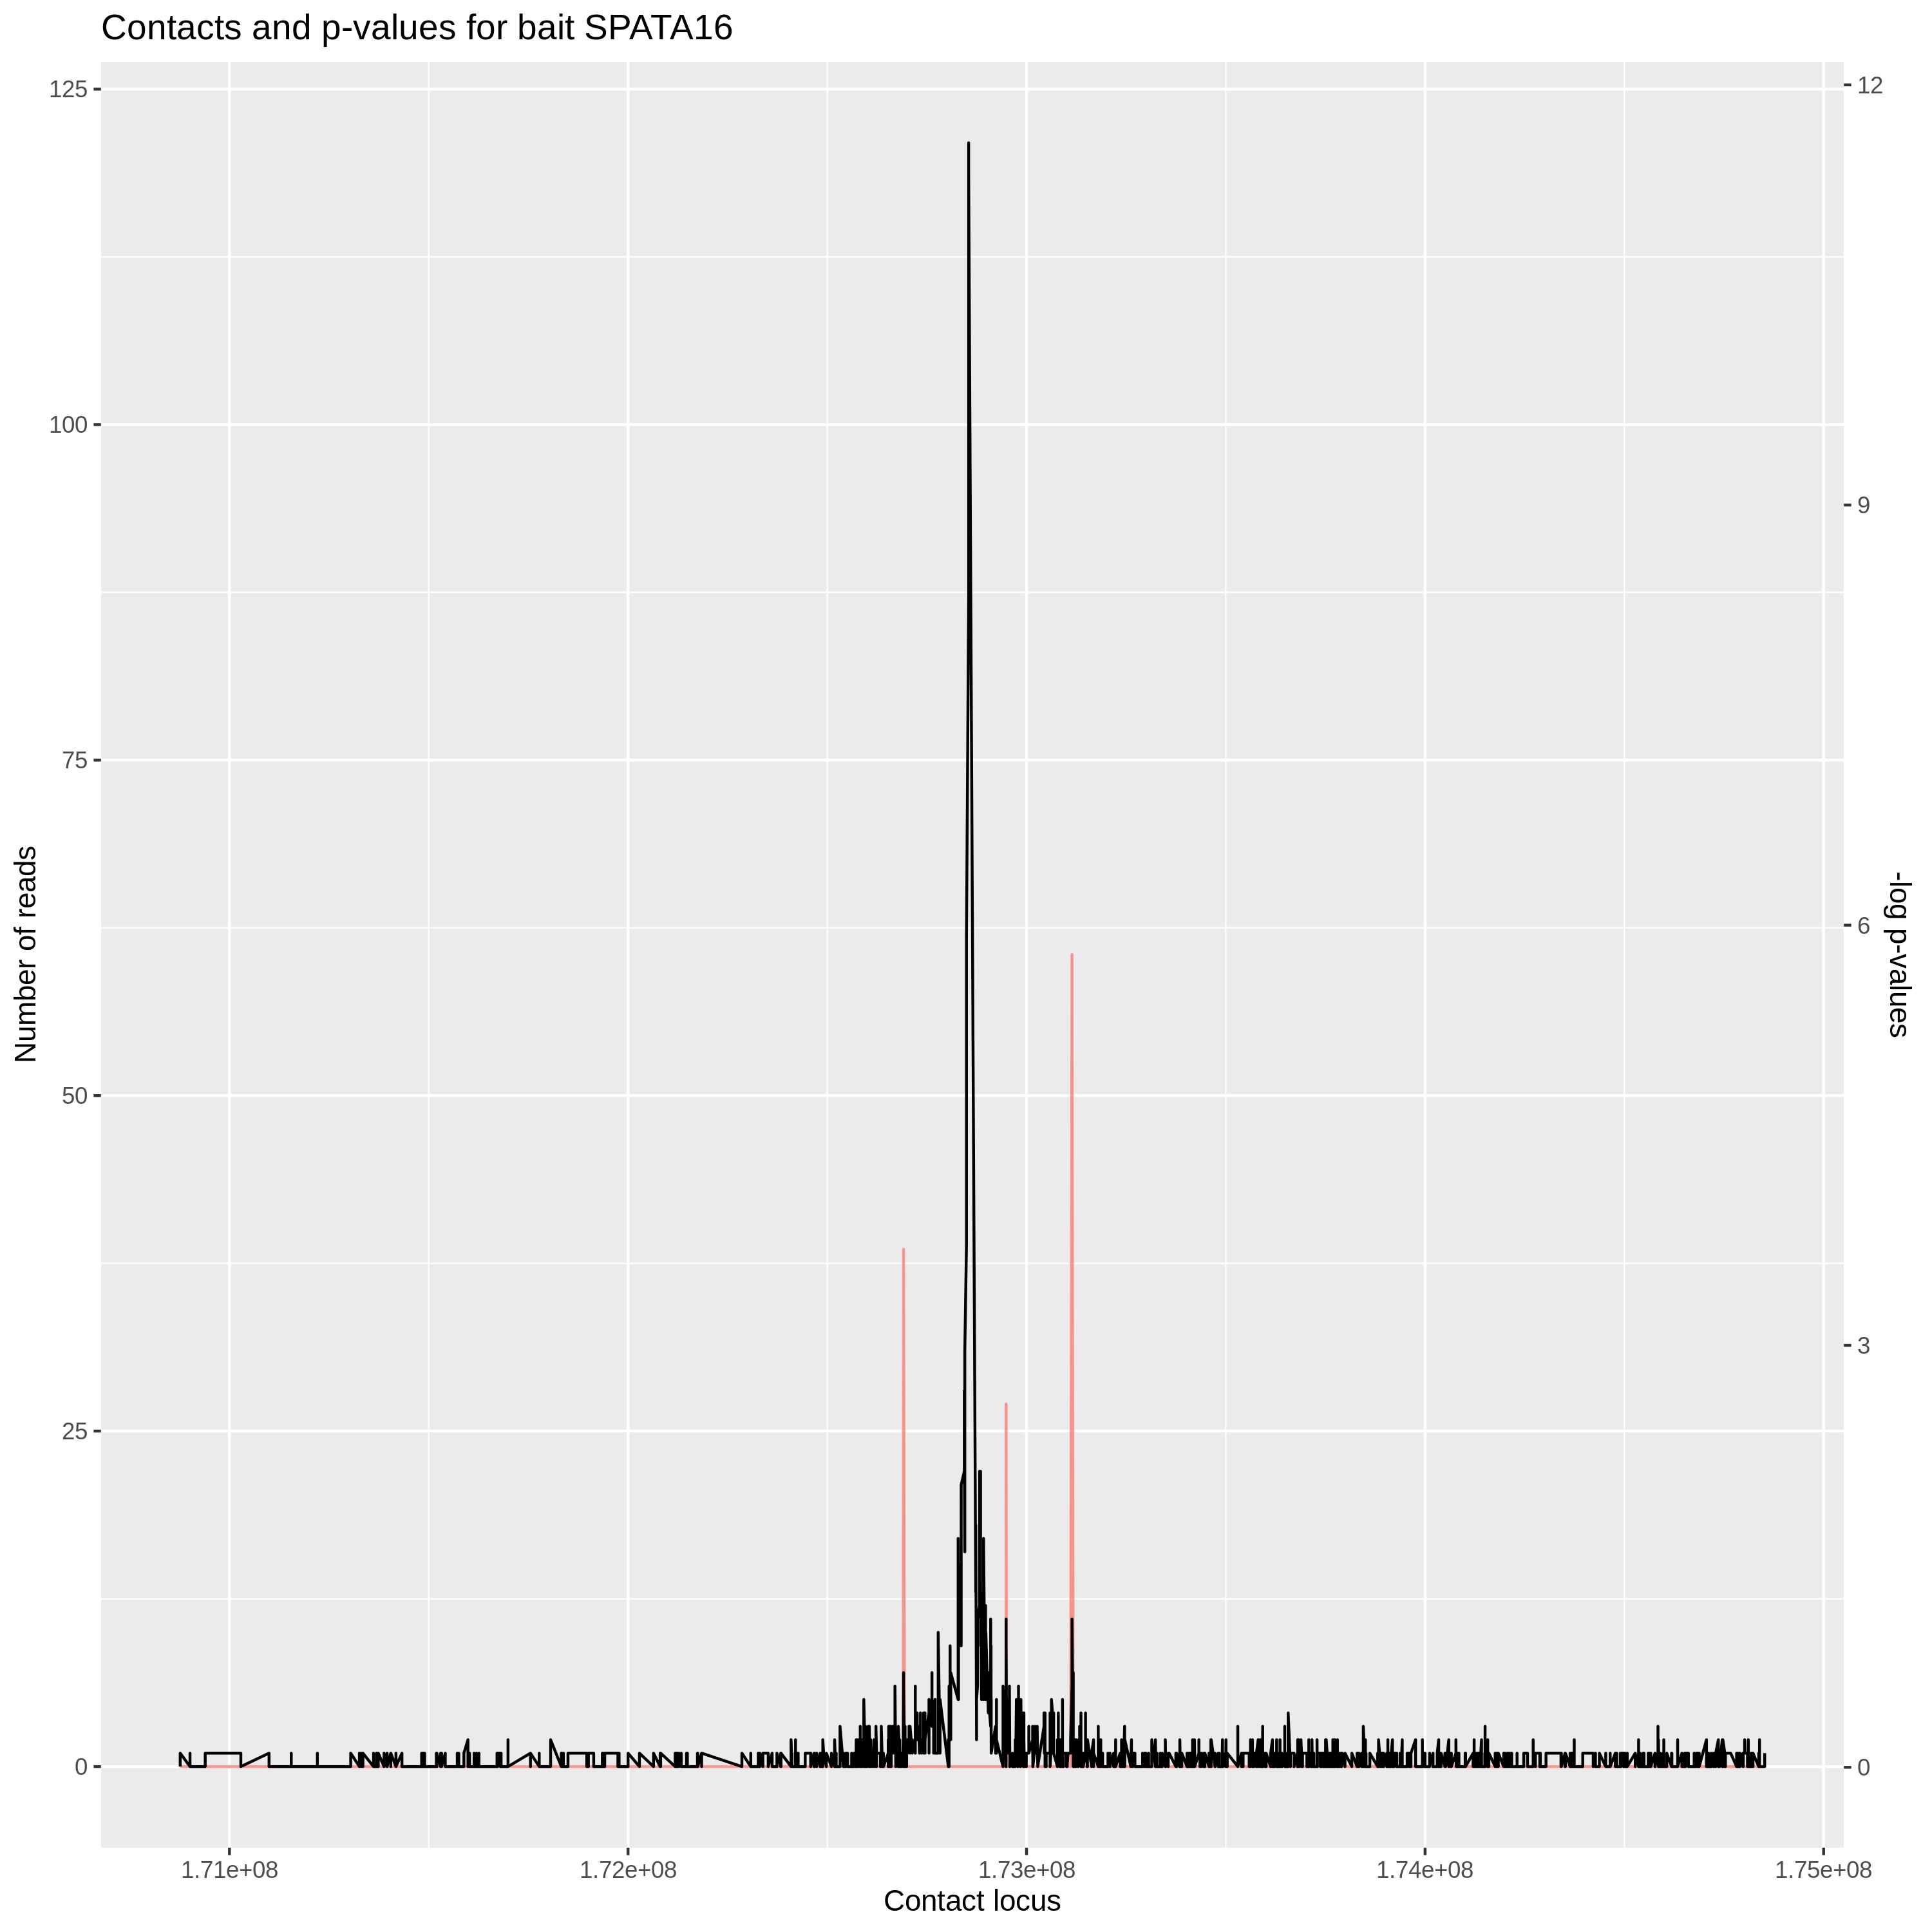 Contacts and p-values for bait SPATA16
125
100
75
50
25
0
Number of reads
12
9
6
3
0
-log p-values
1.71e+08
1.72e+08
1.73e+08
1.74e+08
1.75e+08
Contact locus